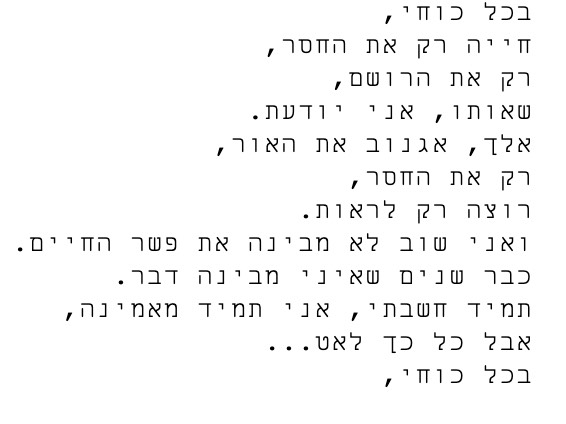 בכל כוחי,
חייה רק את החסר,
רק את הרושם,
שאותו, אני יודעת.
אלך, אגנוב את האור,
רק את החסר,
רוצה רק לראות.
ואני שוב לא מבינה את פשר החיים.
כבר שנים שאיני מבינה דבר.
תמיד חשבתי, אני תמיד מאמינה,
אבל כל כך לאט...
בכל כוחי,